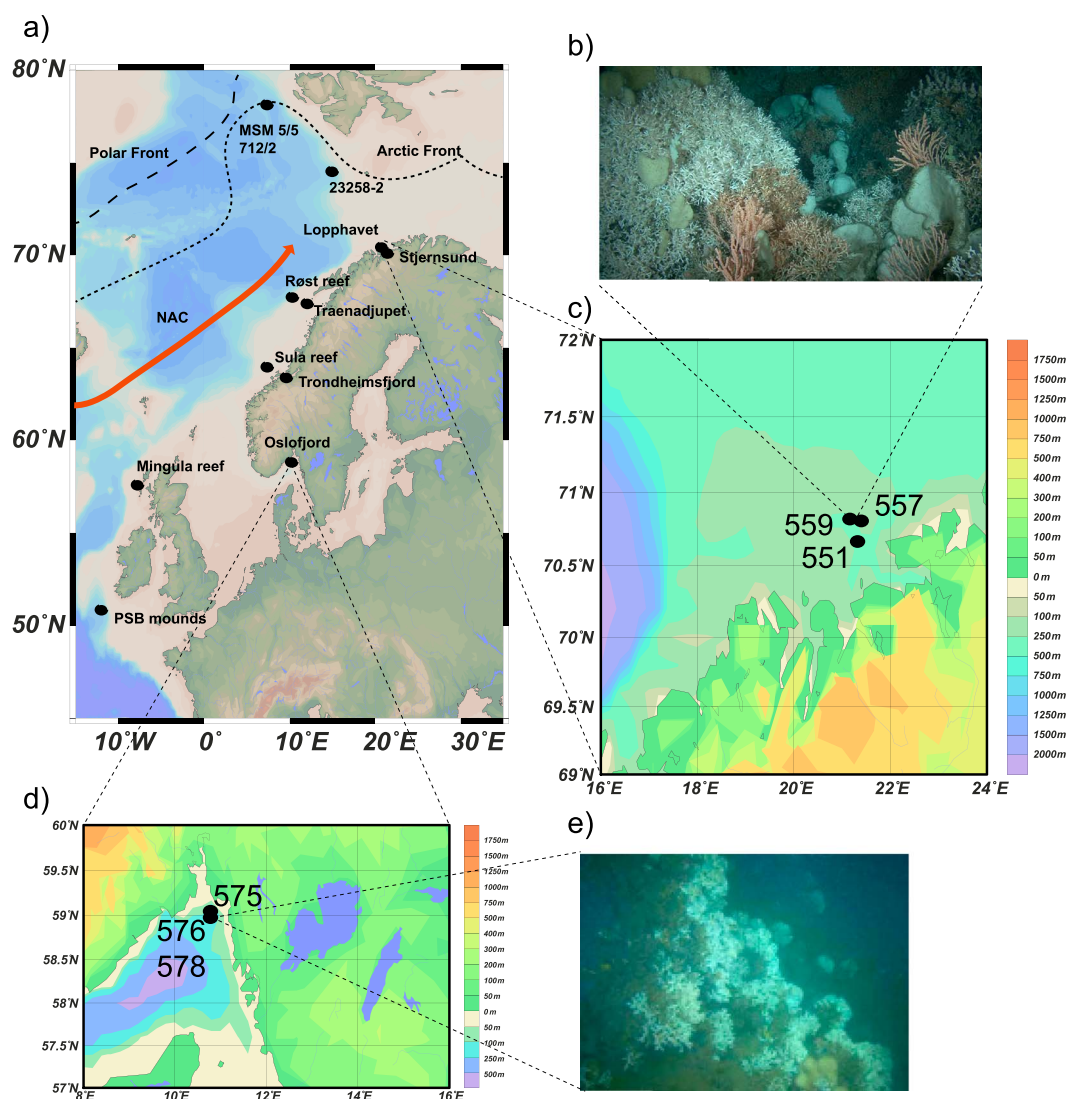 a)
80°N
70°N
60°N
50°N
10°W
0°
10°E
20°E
30°E
Polar Front
MSM 5/5
712/2
Arctic Front
23258-2
Lopphavet
Stjernsund
Røst reef
Traenadjupet
NAC
Sula reef
Trondheimsfjord
Oslofjord
Mingula reef
PSB mounds
b)
c)
72°N
71.5°N
71°N
70.5°N
70°N
69.5°N
69°N
16°E
18°E
20°E
22°E
24°E
557
559
551
1750m
1500m
1250m
1000m
750m
500m
400m
300m
200m
100m
50m
0m
50m
100m
250m
500m
750m
1000m
1250m
1500m
2000m
d)
60°N
59.5°N
59°N
58.5°N
58°N
57.5°N
57°N
8°E
10°E
12°E
14°E
16°E
575
576
578
1750m
1500m
1250m
1000m
750m
500m
400m
300m
200m
100m
50m
0m
50m
100m
250m
500m
e)